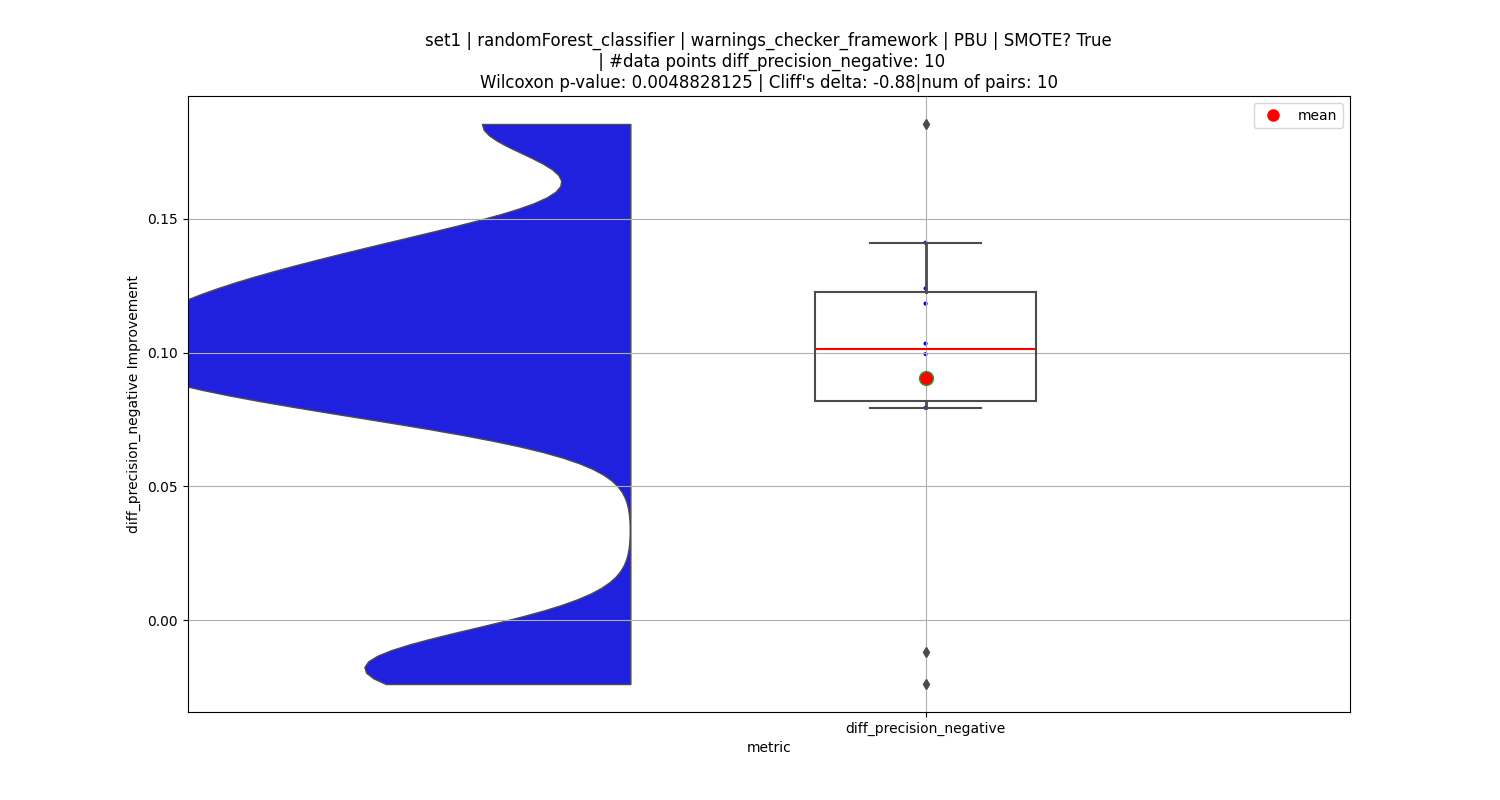 set1 | randomForest_classifier | warnings_checker_framework | PBU | SMOTE? True
| #data points diff_precision_negative: 10
Wilcoxon p-value: 0.0048828125 | Cliff's delta: -0.88|num of pairs: 10
mean
diff_precision_negative Improvement
0.15
0.10
0.05
0.00
diff_precision_negative
metric